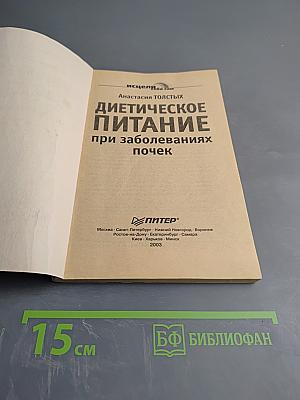 исцели
Анастасия ТОЛСТЫХ
ДИЕТИЧЕСКОЕ
ПИТАНИЕ
при заболеваниях
почек
ПИТЕР
Москва · Санкт-Петербург · Нижний Новгород · Воронеж
Ростов-на-Дону · Екатеринбург · Самара
Киев · Харьков · Минск
2003
15 см
БФ БИБЛИОФАН